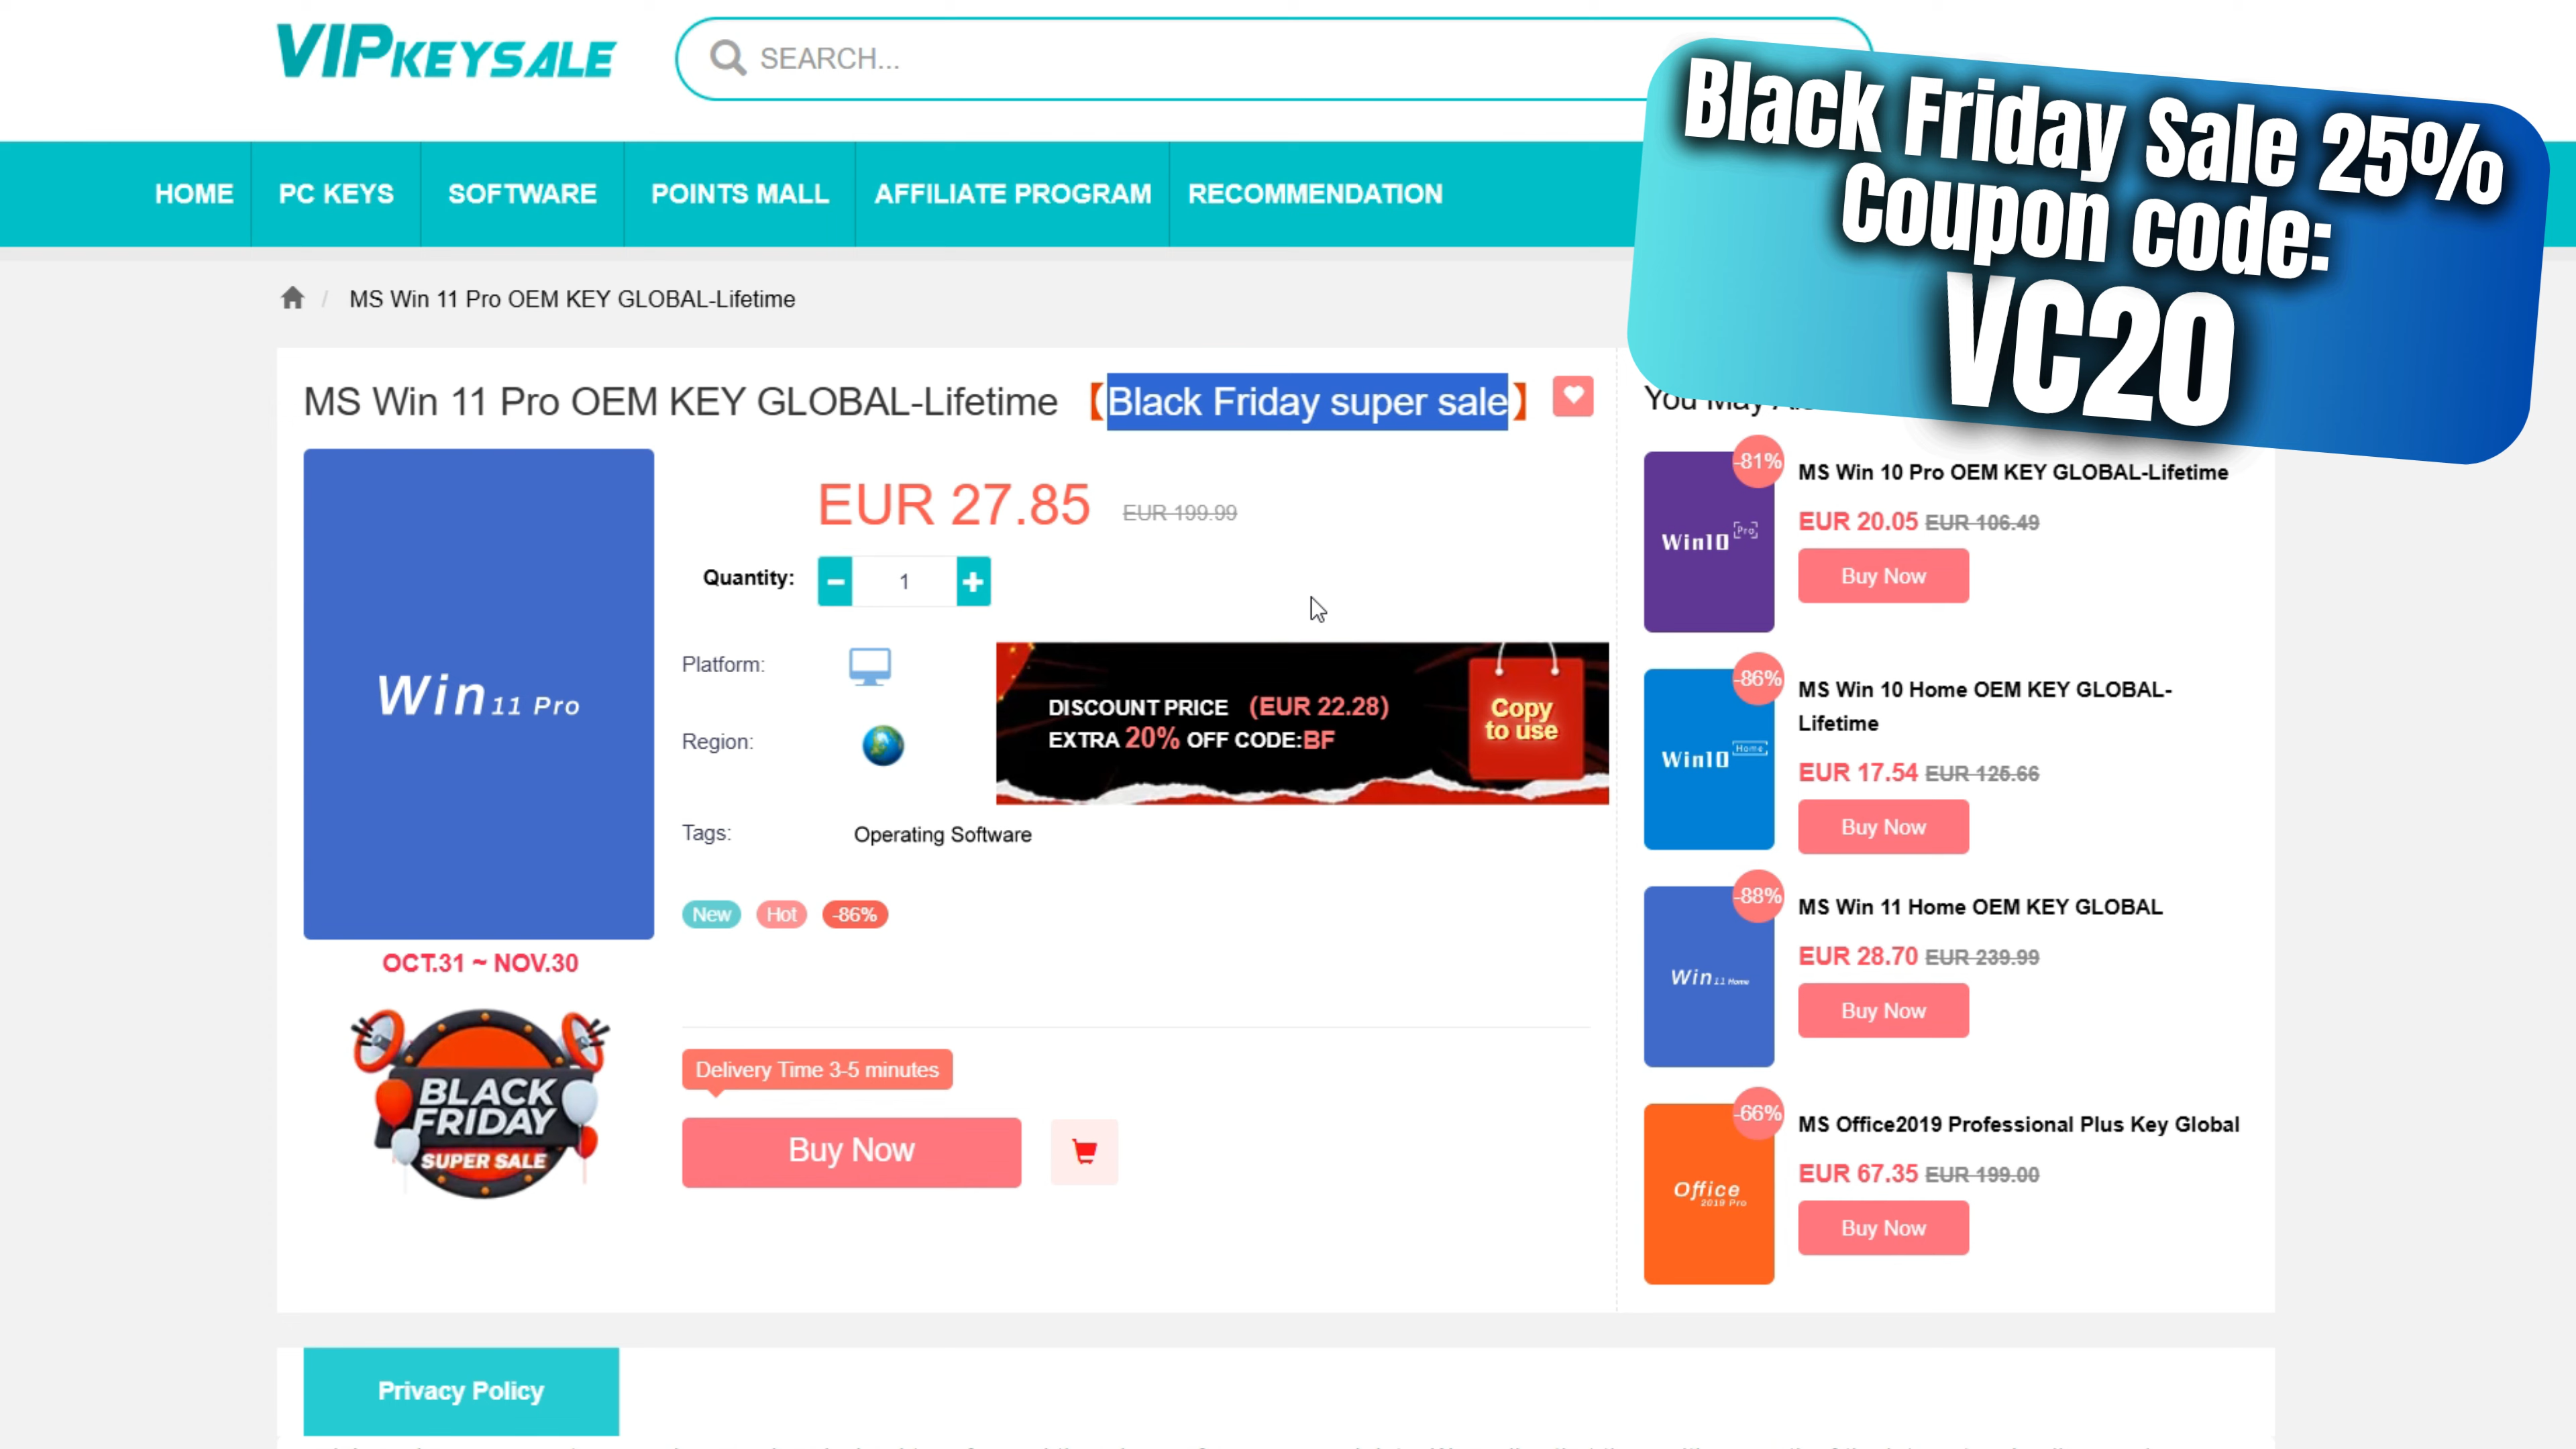 VIPKEYSALE
SEARCH...
Black Friday Sale 25%
Coupon code:
VC20
HOME
PC KEYS
SOFTWARE
POINTS MALL
AFFILIATE PROGRAM
RECOMMENDATION
/ MS Win 11 Pro OEM KEY GLOBAL-Lifetime
MS Win 11 Pro OEM KEY GLOBAL-Lifetime 【Black Friday super sale】
Win 11 Pro
OCT.31 ~ NOV.30
BLACK
FRIDAY
SUPER SALE
EUR 27.85 EUR 199.99
Quantity: - 1 +
Platform:
Region:
DISCOUNT PRICE (EUR 22.28)
EXTRA 20% OFF CODE:BF
Copy
to use
Tags: Operating Software
New Hot -86%
Delivery Time 3-5 minutes
Buy Now
You May
-81%
Win10 Pro
MS Win 10 Pro OEM KEY GLOBAL-Lifetime
EUR 20.05 EUR 106.49
Buy Now
-86%
Win10 Home
MS Win 10 Home OEM KEY GLOBAL-
Lifetime
EUR 17.54 EUR 125.66
Buy Now
-88%
Win 11 Home
MS Win 11 Home OEM KEY GLOBAL
EUR 28.70 EUR 239.99
Buy Now
-66%
Office
2019 Pro
MS Office2019 Professional Plus Key Global
EUR 67.35 EUR 199.00
Buy Now
Privacy Policy